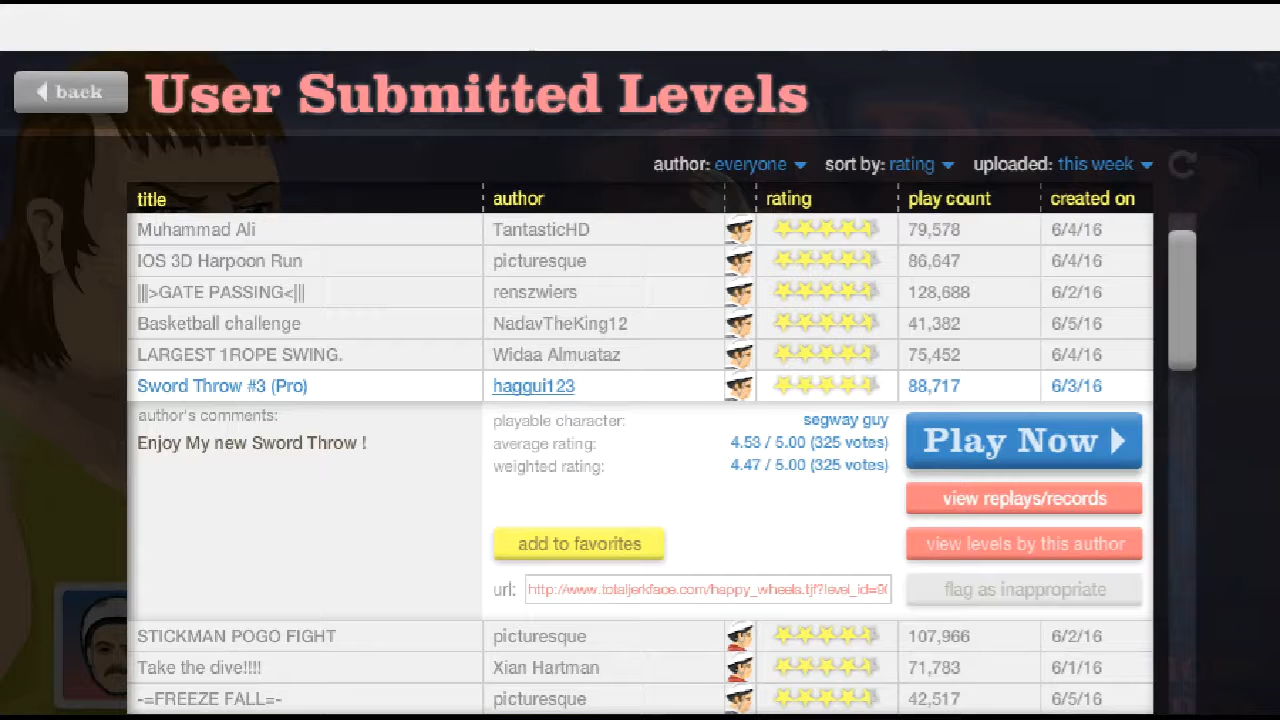 back
User Submitted Levels
author: everyone sort by: rating uploaded: this week
title author rating play count created on
Muhammad Ali TantasticHD 79,578 6/4/16
IOS 3D Harpoon Run picturesque 86,647 6/4/16
|||>GATE PASSING<||| renszwiers 128,688 6/2/16
Basketball challenge NadavTheKing12 41,382 6/5/16
LARGEST 1ROPE SWING. Widaa Almuataz 75,452 6/4/16
Sword Throw #3 (Pro) haggui123 88,717 6/3/16
author's comments:
Enjoy My new Sword Throw !
playable character: segway guy
average rating: 4.53 / 5.00 (325 votes)
weighted rating: 4.47 / 5.00 (325 votes)
Play Now
view replays/records
add to favorites
view levels by this author
url: http://www.totaljerkface.com/happy_wheels.tjf?level_id=9
flag as inappropriate
STICKMAN POGO FIGHT picturesque 107,966 6/2/16
Take the dive!!!! Xian Hartman 71,783 6/1/16
-=FREEZE FALL=- picturesque 42,517 6/5/16